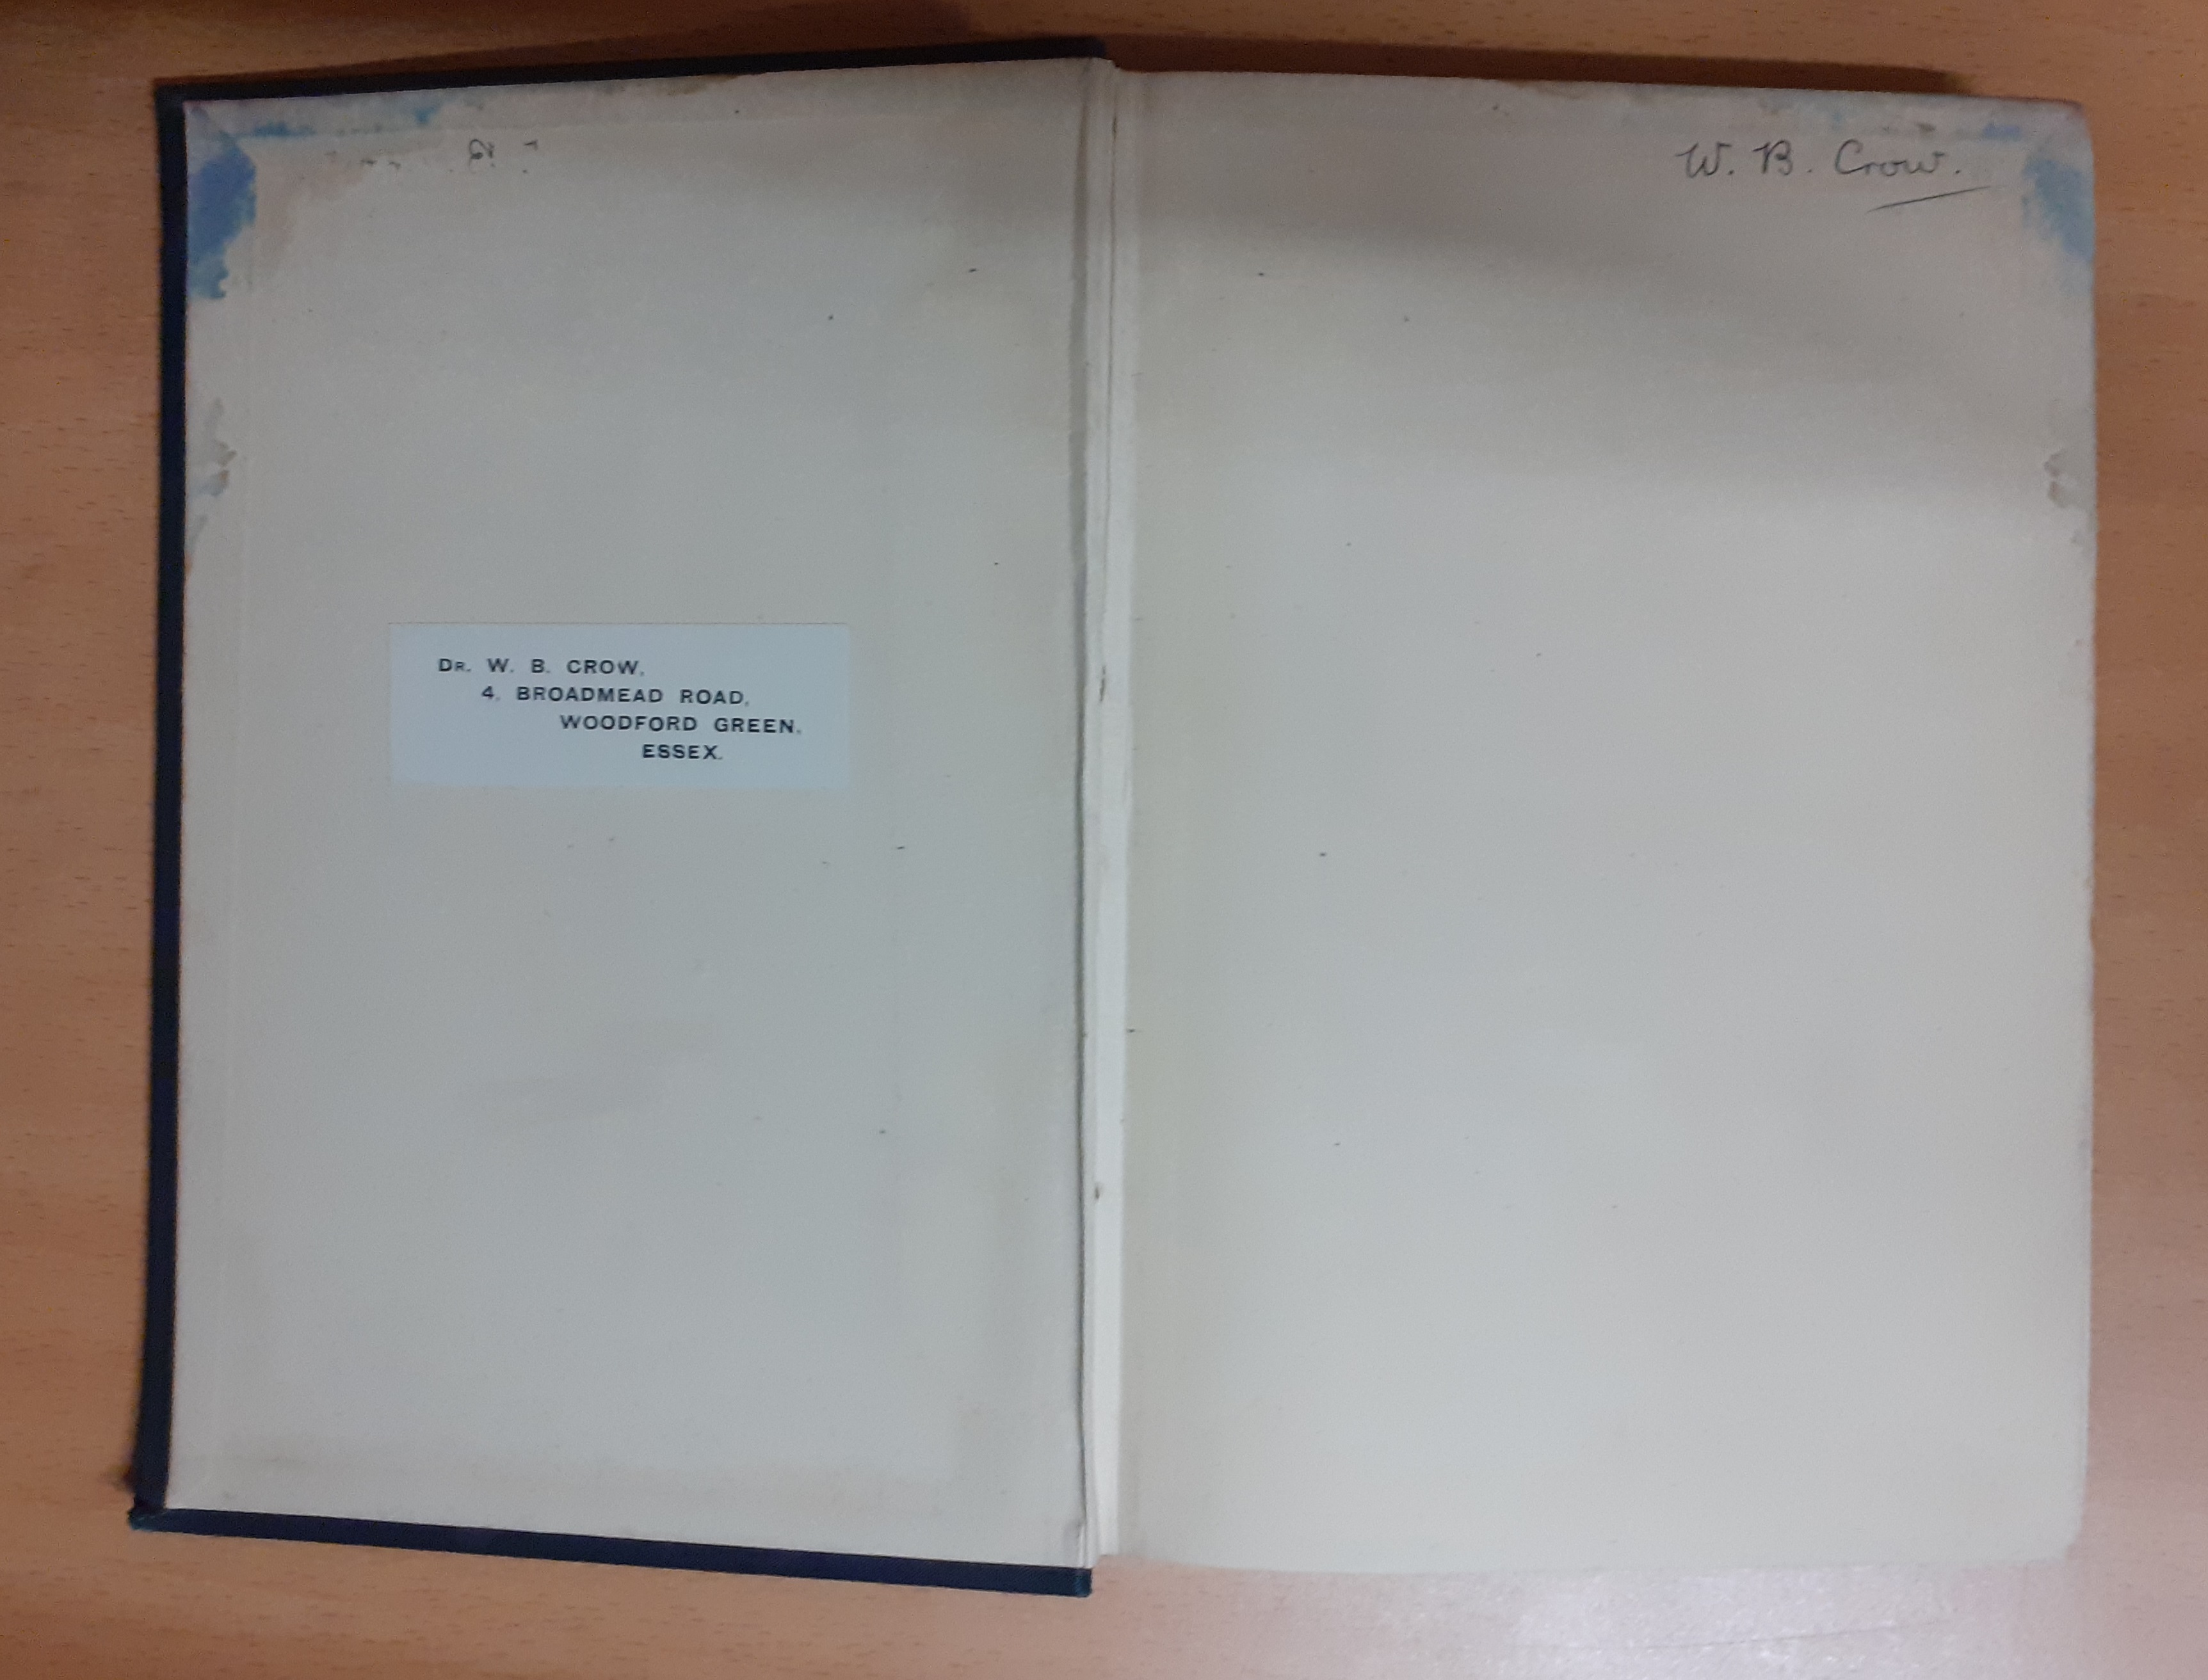 W. B. Crow.
Dr. W. B. CROW,
4, BROADMEAD ROAD,
WOODFORD GREEN,
ESSEX.